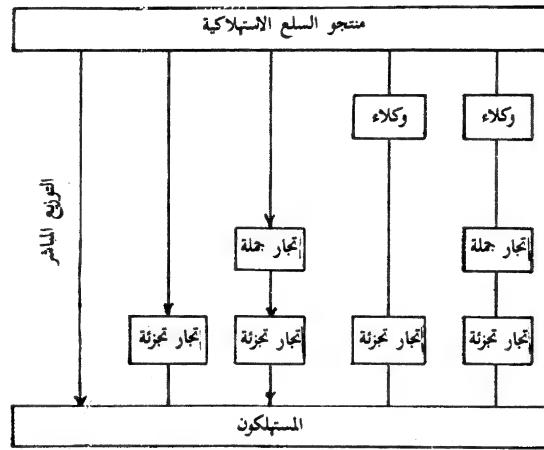 منتجو السلع الاستهلاكية
وكلاء
وكلاء
التوزيع المباشر
تجار جملة
تجار جملة
تجار تجزئة
تجار تجزئة
تجار تجزئة
تجار تجزئة
المستهلكون